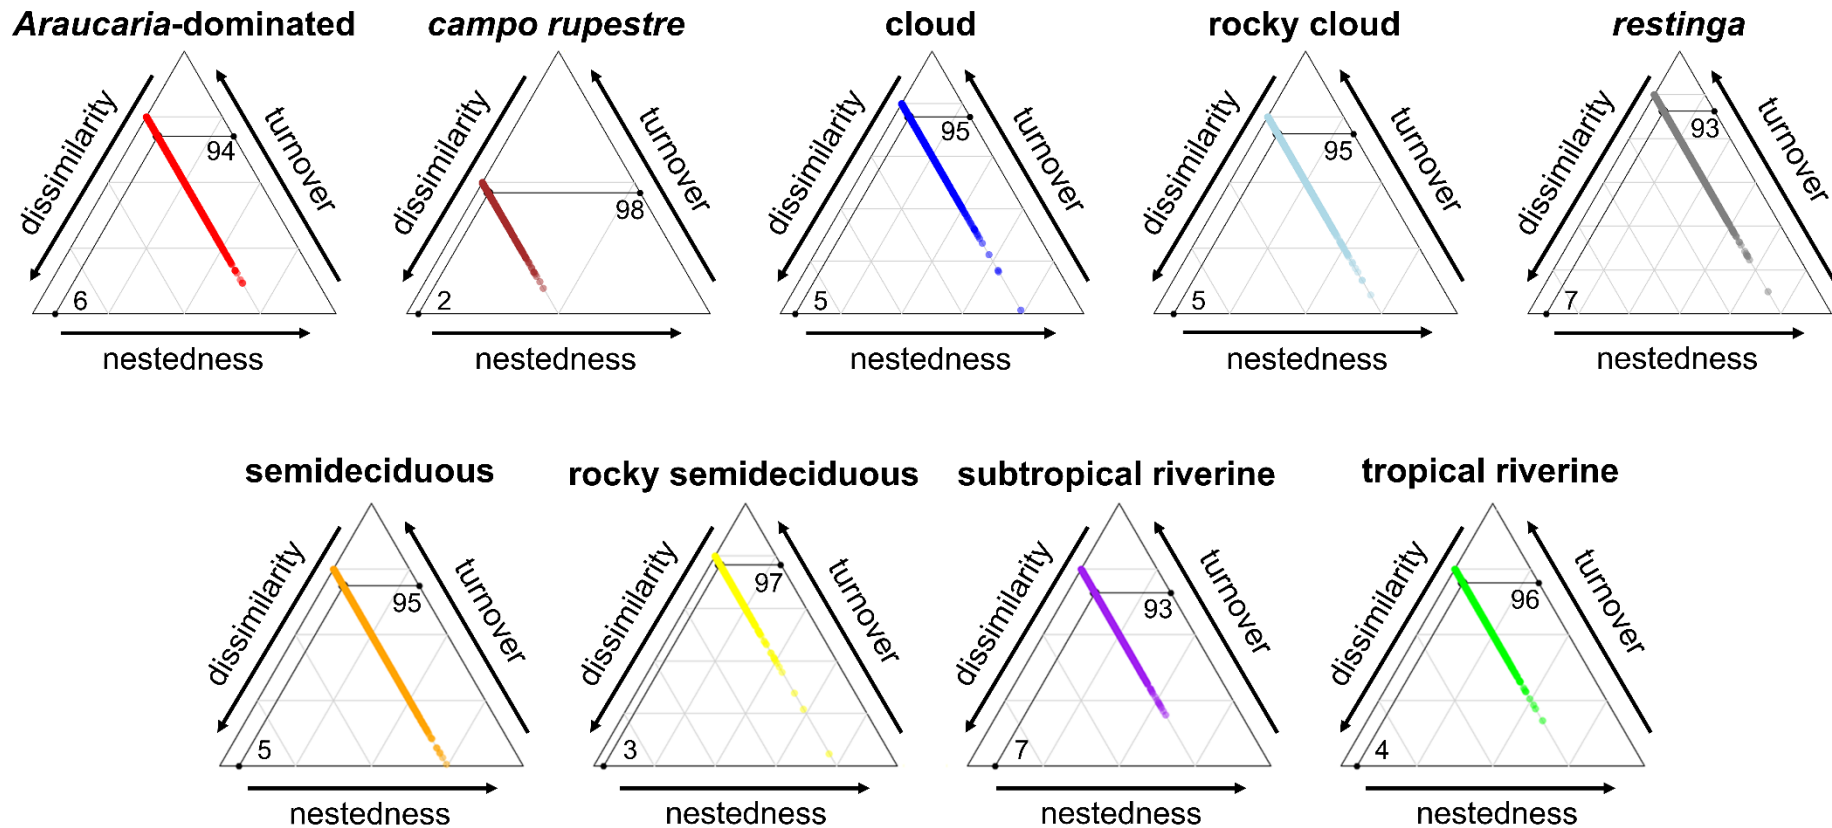 Araucaria-dominated
campo rupestre
cloud
rocky cloud
restinga
dissimilarity
turnover
94
6
nestedness
dissimilarity
turnover
98
2
nestedness
dissimilarity
turnover
95
5
nestedness
dissimilarity
turnover
95
5
nestedness
dissimilarity
turnover
93
7
nestedness
semideciduous
rocky semideciduous
subtropical riverine
tropical riverine
dissimilarity
turnover
95
5
nestedness
dissimilarity
turnover
97
3
nestedness
dissimilarity
turnover
93
7
nestedness
dissimilarity
turnover
96
4
nestedness